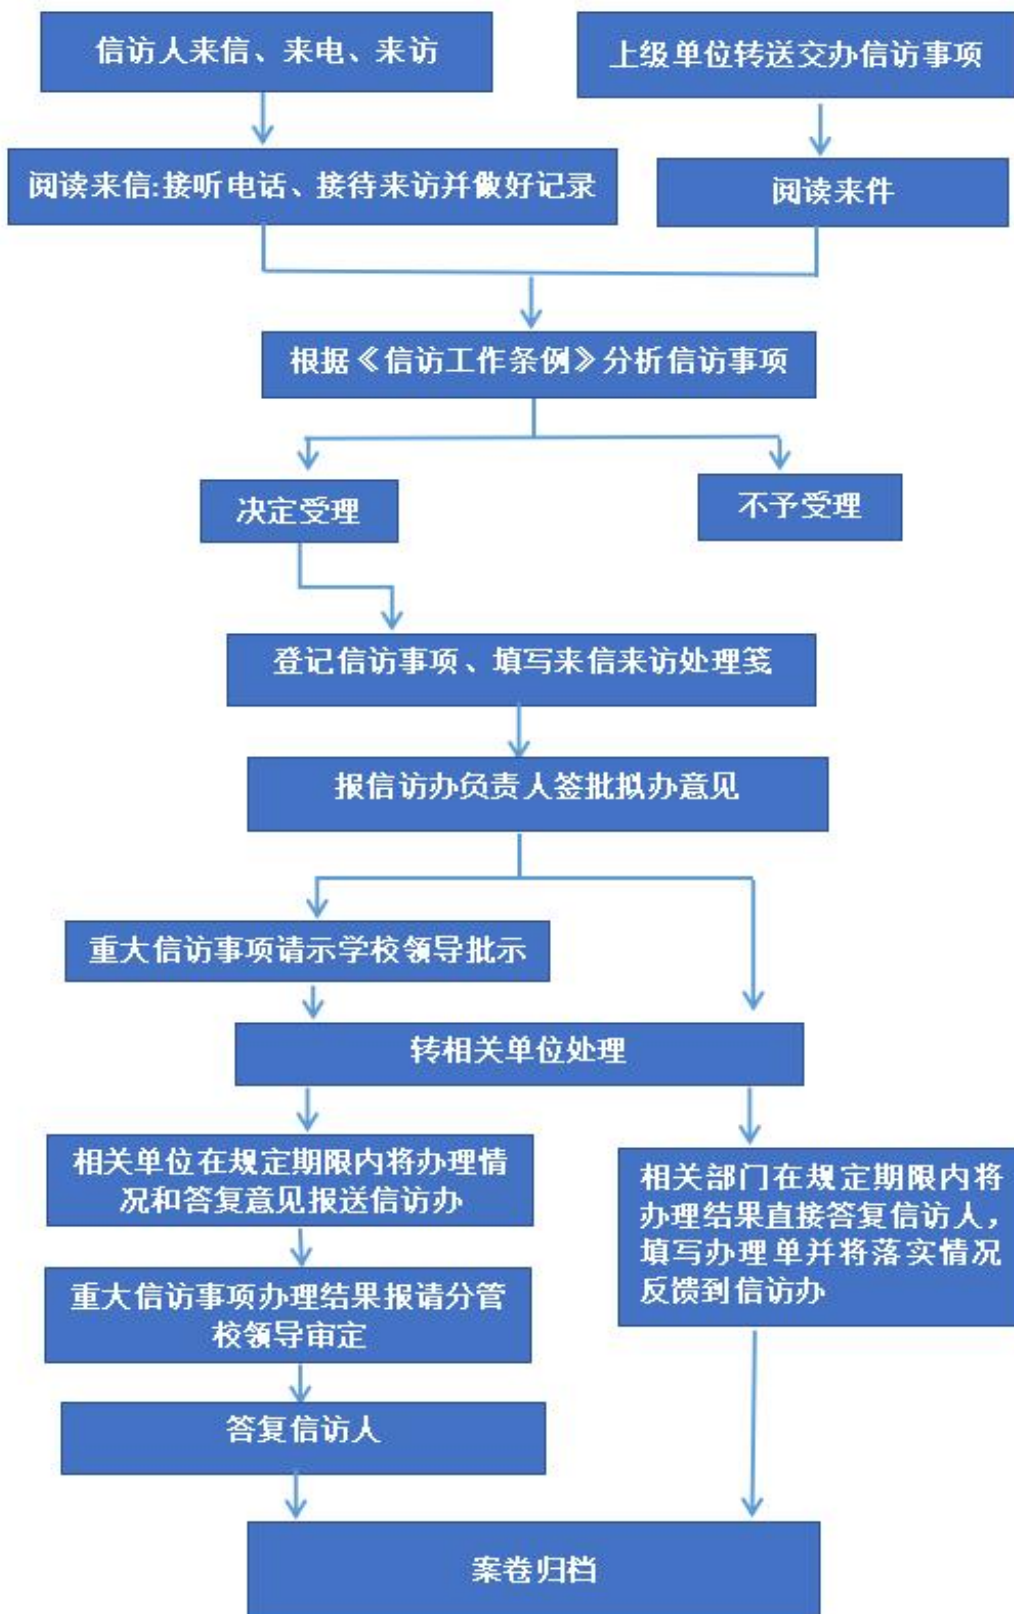 信访人来信、来电、来访
上级单位转送交办信访事项
阅读来信:接听电话、接待来访并做好记录
阅读来件
根据《信访工作条例》分析信访事项
决定受理
不予受理
登记信访事项、填写来信来访处理笺
报信访办负责人签批拟办意见
重大信访事项请示学校领导批示
转相关单位处理
相关单位在规定期限内将办理情
况和答复意见报送信访办
相关部门在规定期限内将
办理结果直接答复信访人,
填写办理单并将落实情况
反馈到信访办
重大信访事项办理结果报请分管
校领导审定
答复信访人
案卷归档